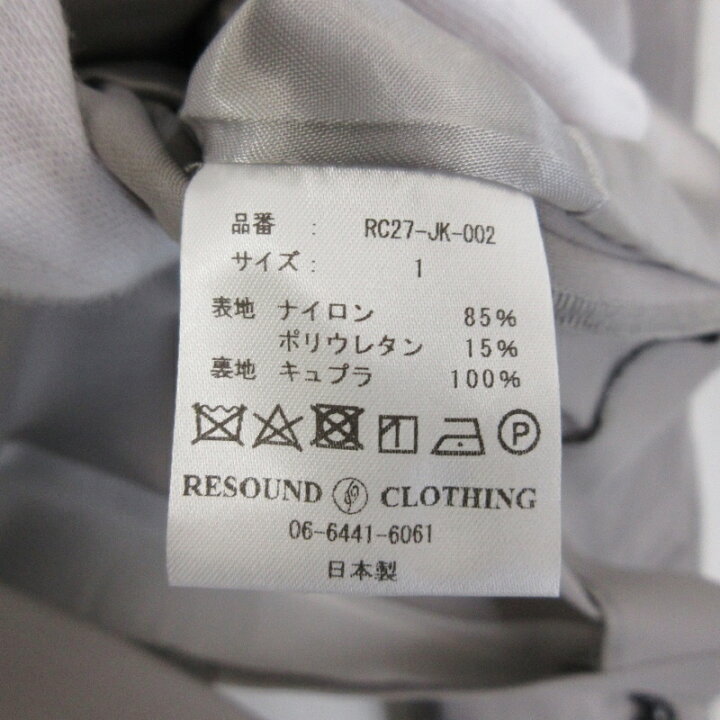 品番 : RC27-JK-002
サイズ : 1
表地 ナイロン 85%
ポリウレタン 15%
裏地 キュプラ 100%
P
RESOUND CLOTHING
06-6441-6061
日本製